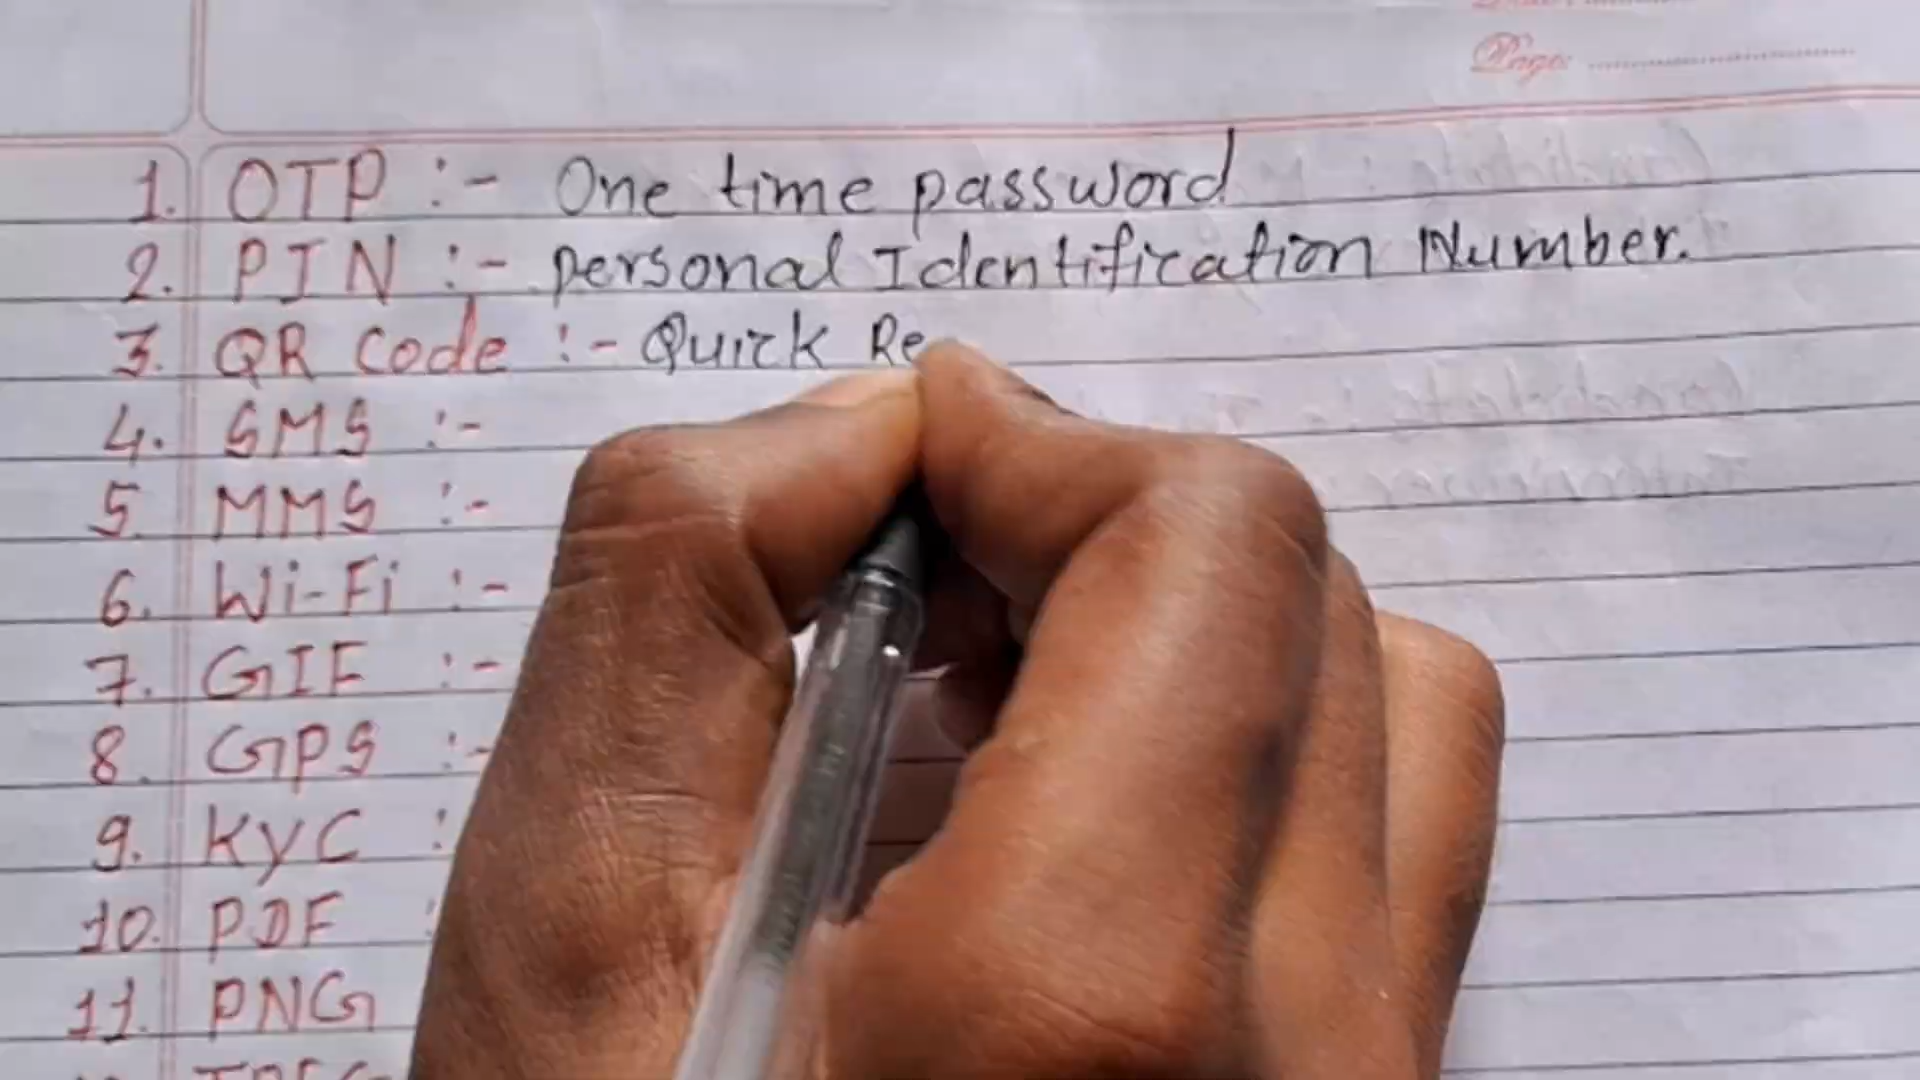 Page:
1. OTP :- One time password
2. PIN :- personal Identification Number.
3. QR Code :- Quick Re
4. SMS :-
5. MMS :-
6. Wi-Fi :-
7. GIF :-
8. GPS :-
9. KYC :
10. PDF :
11. PNG